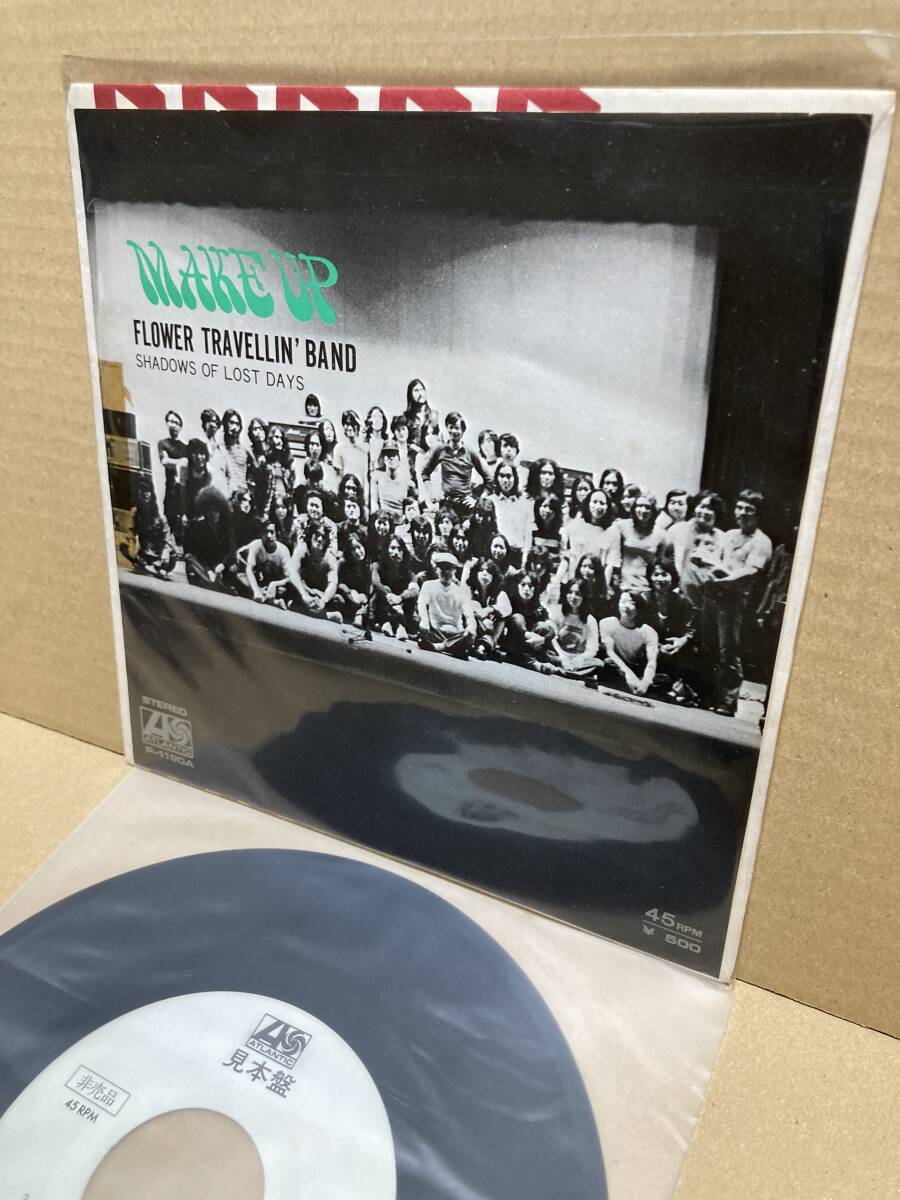 MAKE UP
FLOWER TRAVELLIN' BAND
SHADOWS OF LOST DAYS
STEREO
ATLANTIC
P-1190A
45 RPM
¥ 500
ATLANTIC
見本盤
非売品
45 RPM